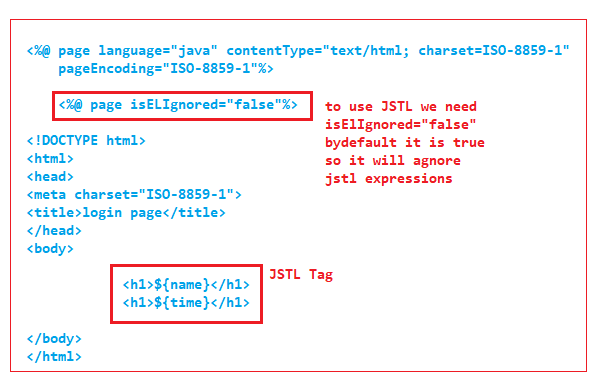 <%@ page language="java" contentType="text/html; charset=ISO-8859-1"
pageEncoding="ISO-8859-1"%>
<%@ page isELIgnored="false"%>
to use JSTL we need
isELIgnored="false"
bydefault it is true
so it will agnore
jstl expressions
<!DOCTYPE html>
<html>
<head>
<meta charset="ISO-8859-1">
<title>login page</title>
</head>
<body>
<h1>${name}</h1>
<h1>${time}</h1>
JSTL Tag
</body>
</html>